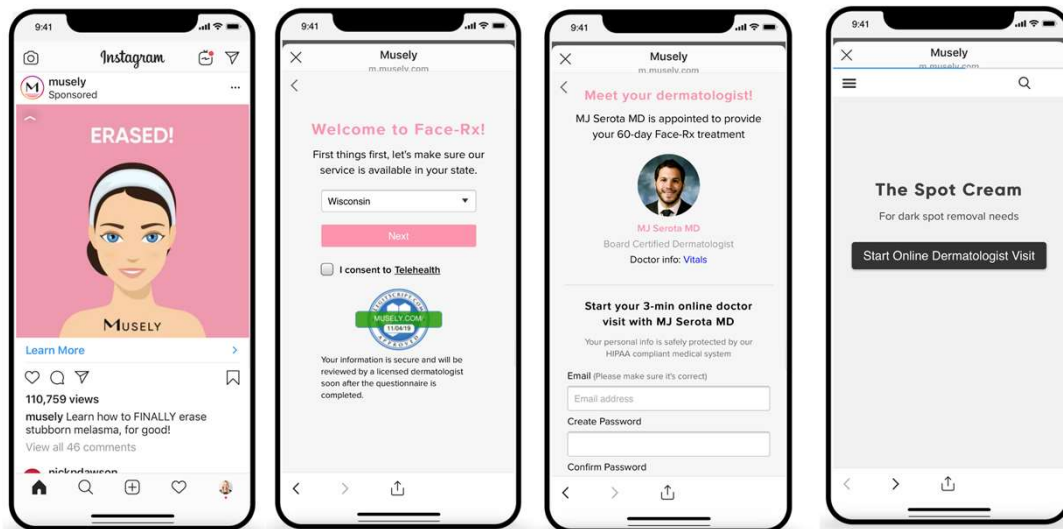 9:41
Instagram
M
musely
Sponsored
ERASED!
MUSELY
Learn More
110,759 views
musely Learn how to FINALLY erase
stubborn melasma, for good!
View all 46 comments
9:41
Musely
m.musely.com
Welcome to Face-Rx!
First things first, let's make sure our
service is available in your state.
Wisconsin
Next
I consent to Telehealth
LEGITSCRIPT.COM
MUSELY.COM
11/04/19
APPROVED
Your information is secure and will be
reviewed by a licensed dermatologist
soon after the questionnaire is
completed.
9:41
Musely
m.musely.com
Meet your dermatologist!
MJ Serota MD is appointed to provide
your 60-day Face-Rx treatment
MJ Serota MD
Board Certified Dermatologist
Doctor info: Vitals
Start your 3-min online doctor
visit with MJ Serota MD
Your personal info is safely protected by our
HIPAA compliant medical system
Email (Please make sure it's correct)
Email address
Create Password
Confirm Password
9:41
Musely
m.musely.com
The Spot Cream
For dark spot removal needs
Start Online Dermatologist Visit